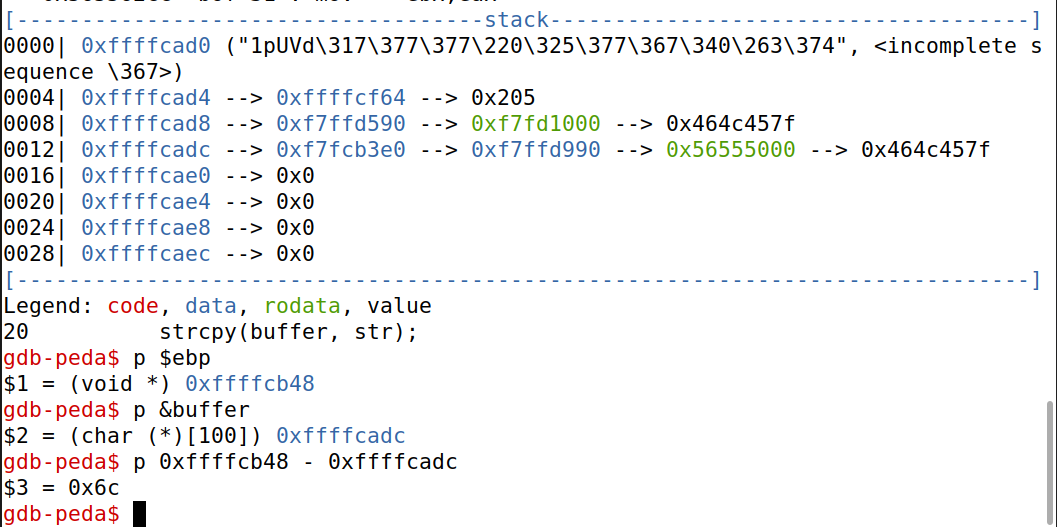 [------------------------------------stack-------------------------------------]
0000| 0xffffcad0 ("1pUVd\317\377\377\220\325\377\367\340\263\374", <incomplete s
equence \367>)
0004| 0xffffcad4 --> 0xffffcf64 --> 0x205
0008| 0xffffcad8 --> 0xf7ffd590 --> 0xf7fd1000 --> 0x464c457f
0012| 0xffffcadc --> 0xf7fcb3e0 --> 0xf7ffd990 --> 0x56555000 --> 0x464c457f
0016| 0xffffcae0 --> 0x0
0020| 0xffffcae4 --> 0x0
0024| 0xffffcae8 --> 0x0
0028| 0xffffcaec --> 0x0
[------------------------------------------------------------------------------]
Legend: code, data, rodata, value
20          strcpy(buffer, str);
gdb-peda$ p $ebp
$1 = (void *) 0xffffcb48
gdb-peda$ p &buffer
$2 = (char (*)[100]) 0xffffcadc
gdb-peda$ p 0xffffcb48 - 0xffffcadc
$3 = 0x6c
gdb-peda$